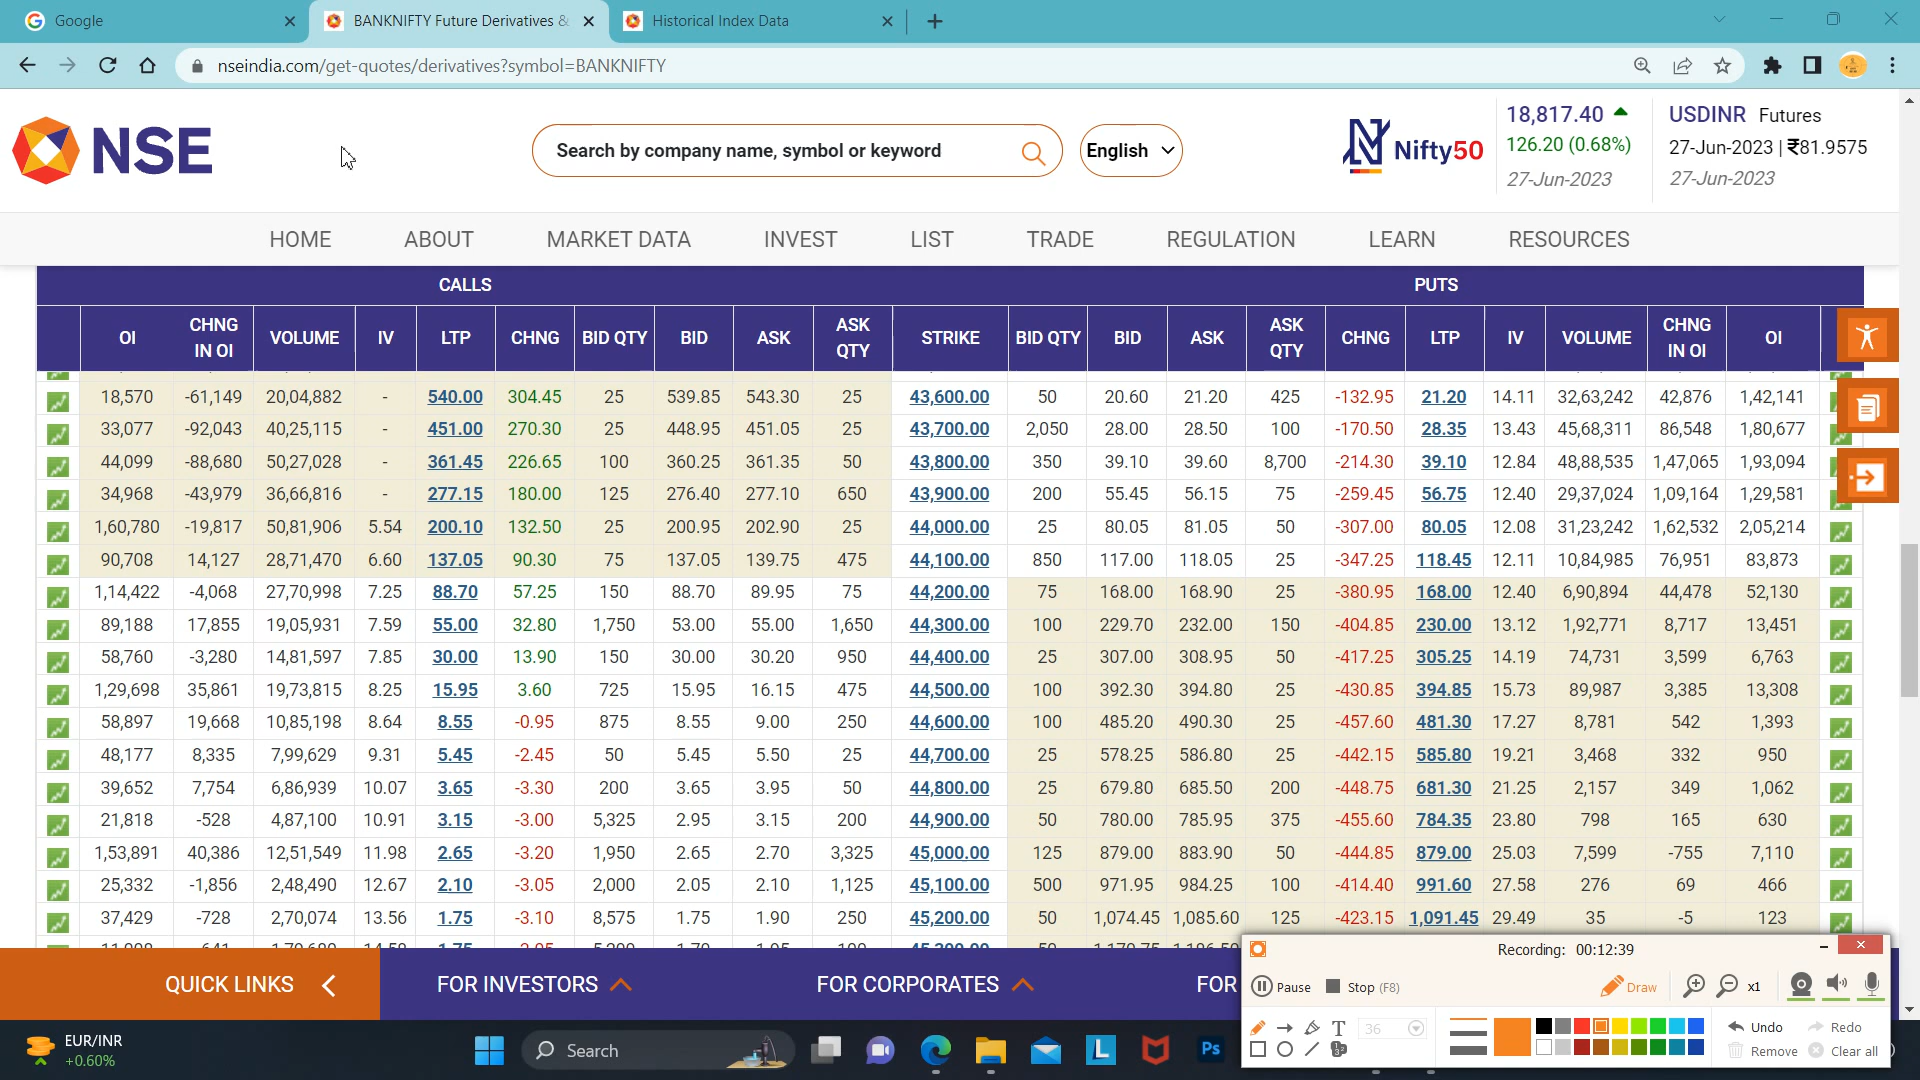 Google
BANKNIFTY Future Derivatives &
Historical Index Data
nseindia.com/get-quotes/derivatives?symbol=BANKNIFTY
NSE
Search by company name, symbol or keyword
English
Nifty50
18,817.40
126.20 (0.68%)
27-Jun-2023
USDINR Futures
27-Jun-2023 | ₹81.9575
27-Jun-2023
HOME ABOUT MARKET DATA INVEST LIST TRADE REGULATION LEARN RESOURCES
CALLS PUTS
OI CHNG IN OI VOLUME IV LTP CHNG BID QTY BID ASK ASK QTY STRIKE BID QTY BID ASK ASK QTY CHNG LTP IV VOLUME CHNG IN OI OI
18,570 -61,149 20,04,882 - 540.00 304.45 25 539.85 543.30 25 43,600.00 50 20.60 21.20 425 -132.95 21.20 14.11 32,63,242 42,876 1,42,141
33,077 -92,043 40,25,115 - 451.00 270.30 25 448.95 451.05 25 43,700.00 2,050 28.00 28.50 100 -170.50 28.35 13.43 45,68,311 86,548 1,80,677
44,099 -88,680 50,27,028 - 361.45 226.65 100 360.25 361.35 50 43,800.00 350 39.10 39.60 8,700 -214.30 39.10 12.84 48,88,535 1,47,065 1,93,094
34,968 -43,979 36,66,816 - 277.15 180.00 125 276.40 277.10 650 43,900.00 200 55.45 56.15 75 -259.45 56.75 12.40 29,37,024 1,09,164 1,29,581
1,60,780 -19,817 50,81,906 5.54 200.10 132.50 25 200.95 202.90 25 44,000.00 25 80.05 81.05 50 -307.00 80.05 12.08 31,23,242 1,62,532 2,05,214
90,708 14,127 28,71,470 6.60 137.05 90.30 75 137.05 139.75 475 44,100.00 850 117.00 118.05 25 -347.25 118.45 12.11 10,84,985 76,951 83,873
1,14,422 -4,068 27,70,998 7.25 88.70 57.25 150 88.70 89.95 75 44,200.00 75 168.00 168.90 25 -380.95 168.00 12.40 6,90,894 44,478 52,130
89,188 17,855 19,05,931 7.59 55.00 32.80 1,750 53.00 55.00 1,650 44,300.00 100 229.70 232.00 150 -404.85 230.00 13.12 1,92,771 8,717 13,451
58,760 -3,280 14,81,597 7.85 30.00 13.90 150 30.00 30.20 950 44,400.00 25 307.00 308.95 50 -417.25 305.25 14.19 74,731 3,599 6,763
1,29,698 35,861 19,73,815 8.25 15.95 3.60 725 15.95 16.15 475 44,500.00 100 392.30 394.80 25 -430.85 394.85 15.73 89,987 3,385 13,308
58,897 19,668 10,85,198 8.64 8.55 -0.95 875 8.55 9.00 250 44,600.00 100 485.20 490.30 25 -457.60 481.30 17.27 8,781 542 1,393
48,177 8,335 7,99,629 9.31 5.45 -2.45 50 5.45 5.50 25 44,700.00 25 578.25 586.80 25 -442.15 585.80 19.21 3,468 332 950
39,652 7,754 6,86,939 10.07 3.65 -3.30 200 3.65 3.95 50 44,800.00 25 679.80 685.50 200 -448.75 681.30 21.25 2,157 349 1,062
21,818 -528 4,87,100 10.91 3.15 -3.00 5,325 2.95 3.15 200 44,900.00 50 780.00 785.95 375 -455.60 784.35 23.80 798 165 630
1,53,891 40,386 12,51,549 11.98 2.65 -3.20 1,950 2.65 2.70 3,325 45,000.00 125 879.00 883.90 50 -444.85 879.00 25.03 7,599 -755 7,110
25,332 -1,856 2,48,490 12.67 2.10 -3.05 2,000 2.05 2.10 1,125 45,100.00 500 971.95 984.25 100 -414.40 991.60 27.58 276 69 466
37,429 -728 2,70,074 13.56 1.75 -3.10 8,575 1.75 1.90 250 45,200.00 50 1,074.45 1,085.60 125 -423.15 1,091.45 29.49 35 -5 123
QUICK LINKS FOR INVESTORS FOR CORPORATES FOR
Recording: 00:12:39
Pause Stop (F8) Draw x1
T 36 Undo Redo
Remove Clear all
EUR/INR
+0.60%
Search
L
Ps